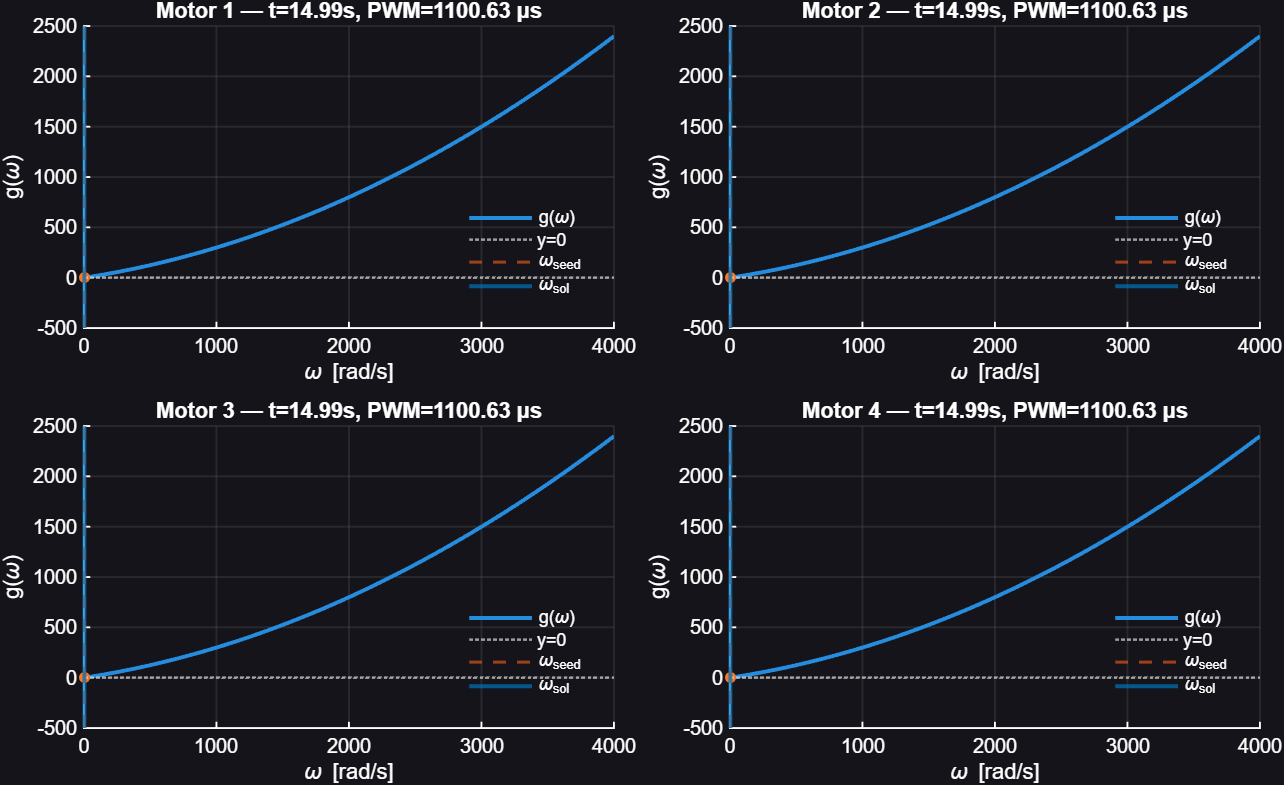 Motor 1 — t=14.99s, PWM=1100.63 µs
2500
2000
1500
1000
500
0
-500
g(ω)
0 1000 2000 3000 4000
ω [rad/s]
g(ω)
y=0
ωseed
ωsol
Motor 2 — t=14.99s, PWM=1100.63 µs
2500
2000
1500
1000
500
0
-500
g(ω)
0 1000 2000 3000 4000
ω [rad/s]
g(ω)
y=0
ωseed
ωsol
Motor 3 — t=14.99s, PWM=1100.63 µs
2500
2000
1500
1000
500
0
-500
g(ω)
0 1000 2000 3000 4000
ω [rad/s]
g(ω)
y=0
ωseed
ωsol
Motor 4 — t=14.99s, PWM=1100.63 µs
2500
2000
1500
1000
500
0
-500
g(ω)
0 1000 2000 3000 4000
ω [rad/s]
g(ω)
y=0
ωseed
ωsol